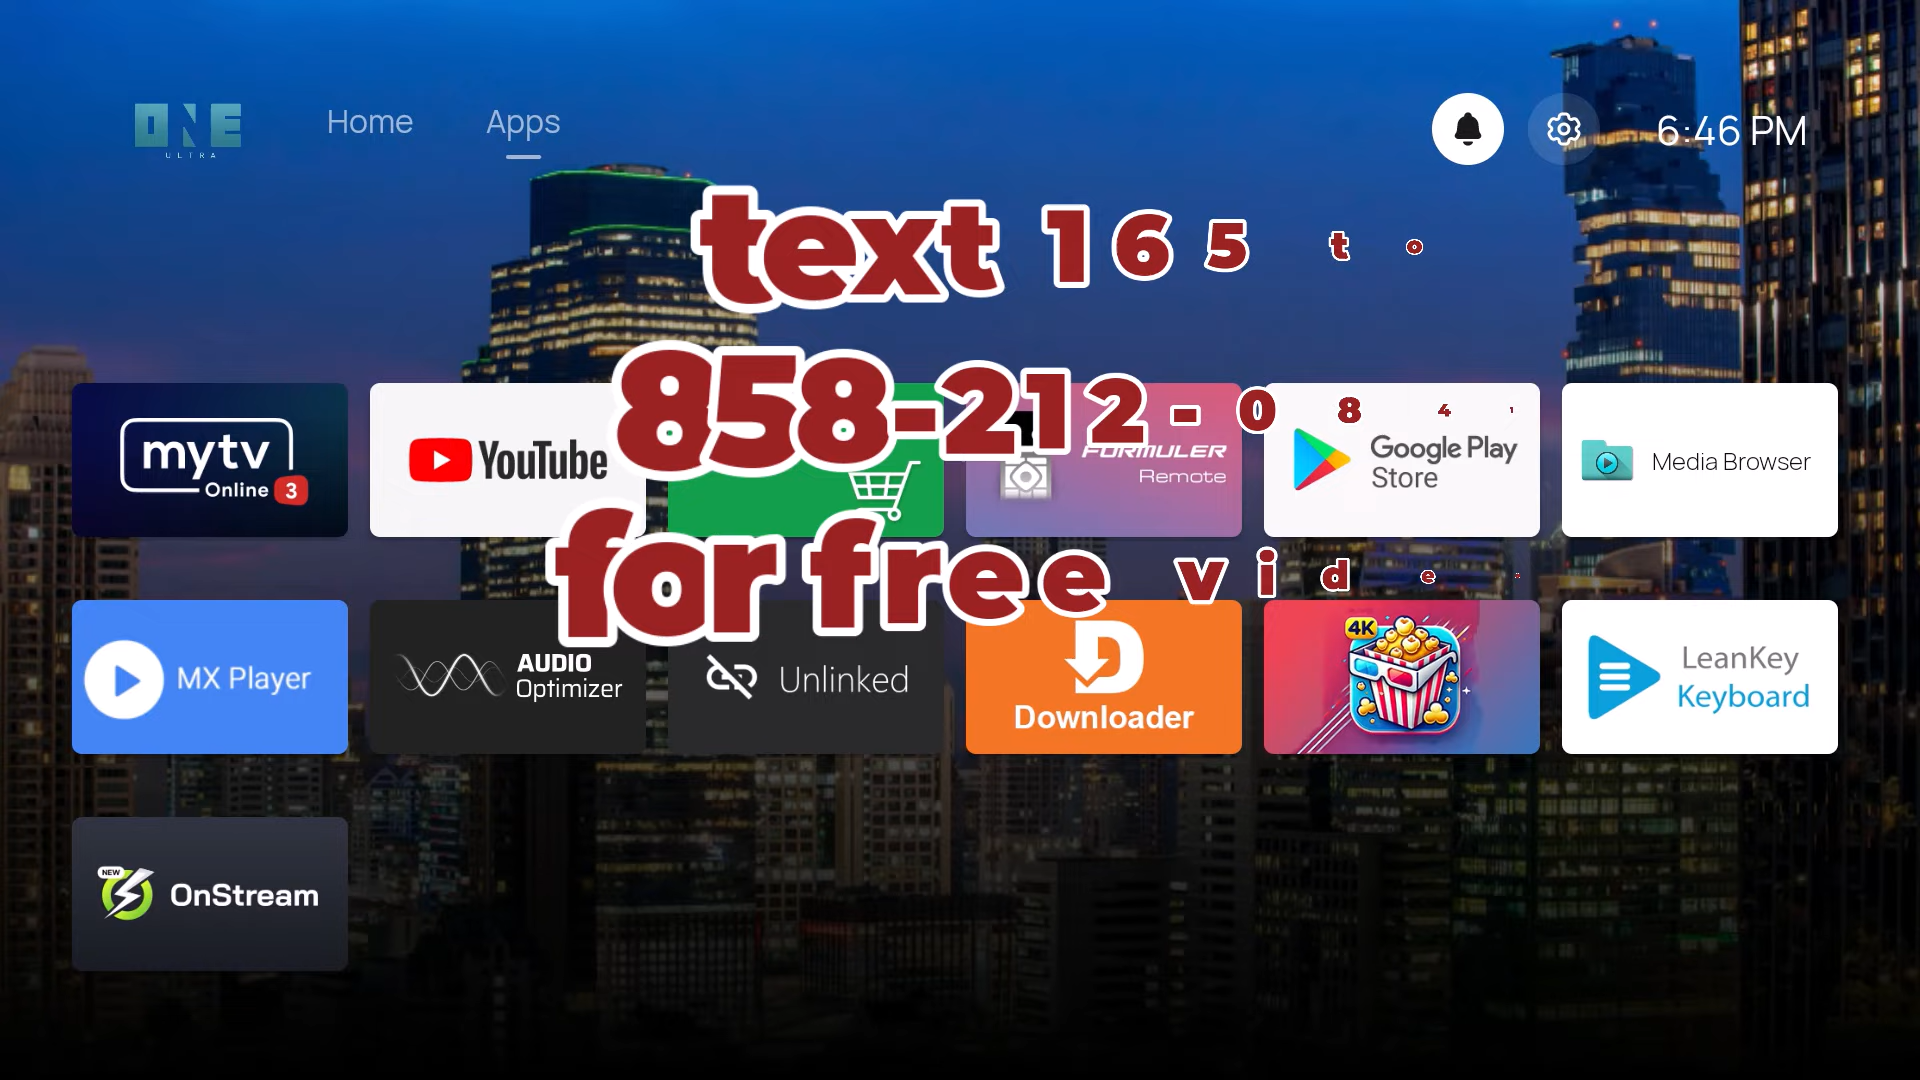 ONE
ULTRA
Home
Apps
6:46 PM
text 165 to
858-212-0841
for free vide
mytv
Online 3
YouTube
FORMULER
Remote
Google Play
Store
Media Browser
MX Player
AUDIO
Optimizer
Unlinked
D
Downloader
4K
LeanKey
Keyboard
NEW
OnStream